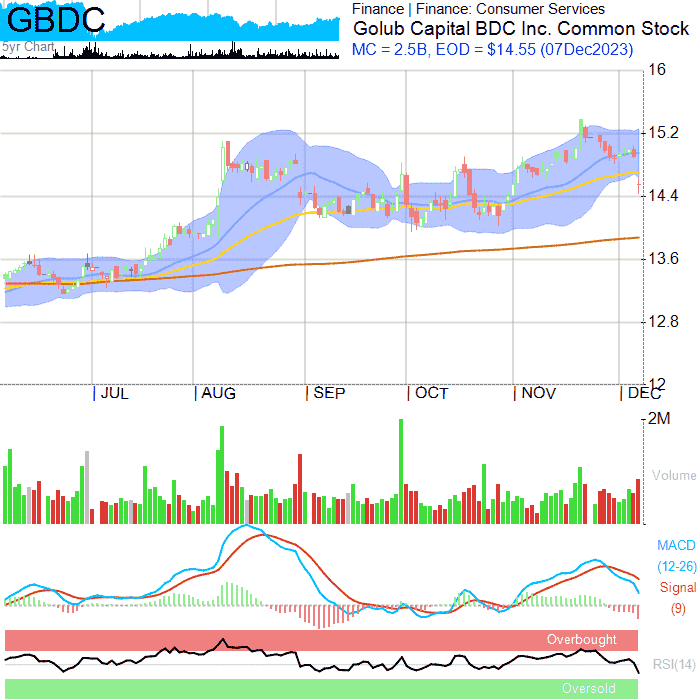 GBDC
5yr Chart
Finance | Finance: Consumer Services
Golub Capital BDC Inc. Common Stock
MC = 2.5B, EOD = $14.55 (07Dec2023)
16
15.2
14.4
13.6
12.8
12
JUL AUG SEP OCT NOV DEC
2M
Volume
MACD
(12-26)
Signal
(9)
Overbought
RSI(14)
Oversold